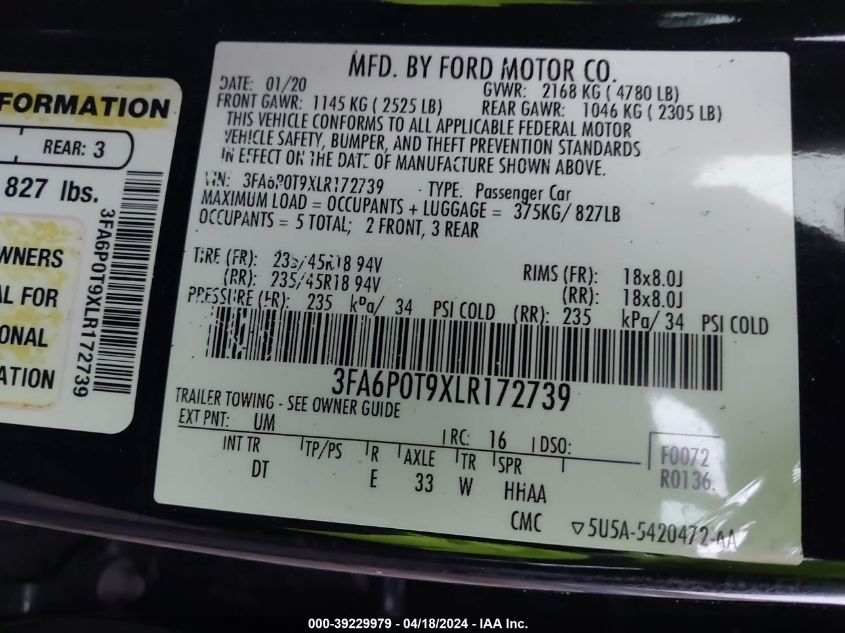 FORMATION
REAR: 3
827 lbs.
WNERS
AL FOR
ONAL
ATION
3FA6P0T9XLR172739
MFD. BY FORD MOTOR CO.
DATE: 01/20
GVWR: 2168 KG ( 4780 LB)
FRONT GAWR: 1145 KG ( 2525 LB)
REAR GAWR: 1046 KG ( 2305 LB)
THIS VEHICLE CONFORMS TO ALL APPLICABLE FEDERAL MOTOR
VEHICLE SAFETY, BUMPER, AND THEFT PREVENTION STANDARDS
IN EFFECT ON THE DATE OF MANUFACTURE SHOWN ABOVE.
VIN: 3FA6P0T9XLR172739 - TYPE: Passenger Car
MAXIMUM LOAD = OCCUPANTS + LUGGAGE = 375KG/ 827LB
OCCUPANTS = 5 TOTAL; 2 FRONT, 3 REAR
TIRE (FR): 235/45R18 94V
RIMS (FR): 18x8.0J
(RR): 235/45R18 94V
(RR): 18x8.0J
PRESSURE (FR): 235 kPa/ 34 PSI COLD
(RR): 235 kPa/ 34 PSI COLD
3FA6P0T9XLR172739
TRAILER TOWING - SEE OWNER GUIDE
EXT PNT: UM
RC: 16
DSO:
F0072
R0136.
INT TR
TP/PS
R
AXLE
TR
SPR
DT
E
33
W
HHAA
CMC
▽5U5A-5420472-AA
000-39229979 - 04/18/2024 - IAA Inc.